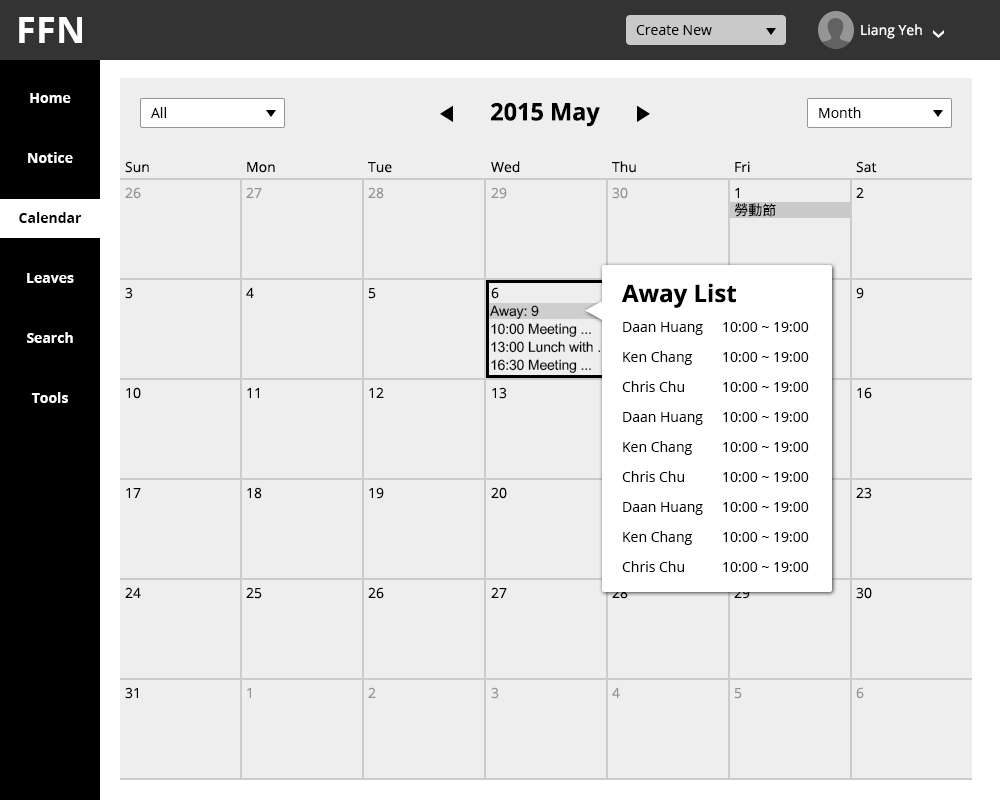 FFN
Create New
Liang Yeh
Home
Notice
Calendar
Leaves
Search
Tools
All
2015 May
Month
Sun Mon Tue Wed Thu Fri Sat
26 27 28 29 30 1 2
勞動節
3 4 5 6 9
Away: 9
10:00 Meeting ...
13:00 Lunch with .
16:30 Meeting ...
Away List
Daan Huang 10:00 ~ 19:00
Ken Chang 10:00 ~ 19:00
Chris Chu 10:00 ~ 19:00
Daan Huang 10:00 ~ 19:00
Ken Chang 10:00 ~ 19:00
Chris Chu 10:00 ~ 19:00
Daan Huang 10:00 ~ 19:00
Ken Chang 10:00 ~ 19:00
Chris Chu 10:00 ~ 19:00
10 11 12 13 16
17 18 19 20 23
24 25 26 27 28 29 30
31 1 2 3 4 5 6